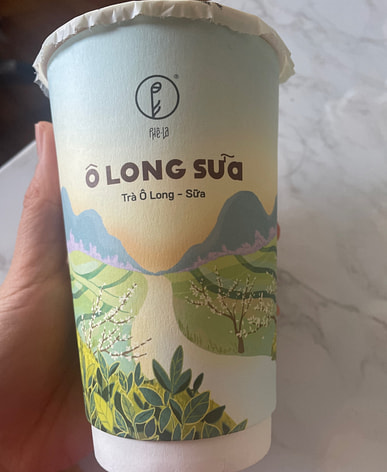 PHÊ LA
Ô LONG SỮA
Trà Ô Long - Sữa